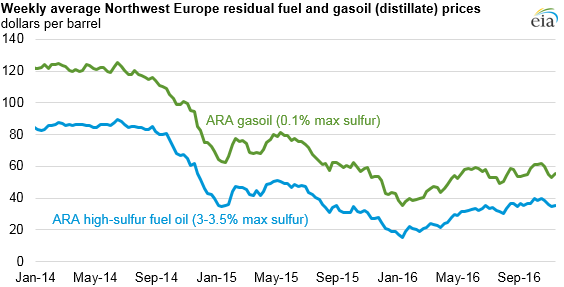 Weekly average Northwest Europe residual fuel and gasoil (distillate) prices
dollars per barrel
eia
140
120
100
80
60
40
20
0
ARA gasoil (0.1% max sulfur)
ARA high-sulfur fuel oil (3-3.5% max sulfur)
Jan-14 May-14 Sep-14 Jan-15 May-15 Sep-15 Jan-16 May-16 Sep-16